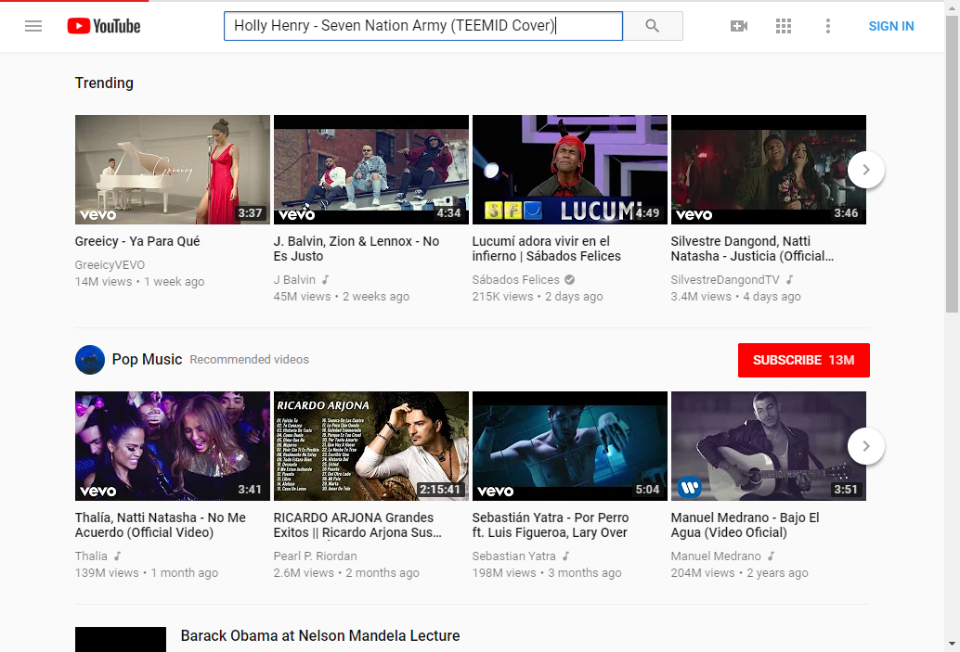 YouTube
Holly Henry - Seven Nation Army (TEEMID Cover)
SIGN IN
Trending
Greeicy
vevo
3:37
vevo
4:34
SFC
LUCUMÍ
4:49
vevo
3:46
Greeicy - Ya Para Qué
GreeicyVEVO
14M views • 1 week ago
J. Balvin, Zion & Lennox - No
Es Justo
J Balvin
45M views • 2 weeks ago
Lucumí adora vivir en el
infierno | Sábados Felices
Sábados Felices
215K views • 2 days ago
Silvestre Dangond, Natti
Natasha - Justicia (Official...
SilvestreDangondTV
3.4M views • 4 days ago
Pop Music
Recommended videos
SUBSCRIBE 13M
vevo
3:41
RICARDO ARJONA
2:15:41
vevo
5:04
W
3:51
Thalía, Natti Natasha - No Me
Acuerdo (Official Video)
Thalia
139M views • 1 month ago
RICARDO ARJONA Grandes
Exitos || Ricardo Arjona Sus...
Pearl P. Riordan
2.6M views • 2 months ago
Sebastián Yatra - Por Perro
ft. Luis Figueroa, Lary Over
Sebastian Yatra
198M views • 3 months ago
Manuel Medrano - Bajo El
Agua (Video Oficial)
Manuel Medrano
204M views • 2 years ago
Barack Obama at Nelson Mandela Lecture